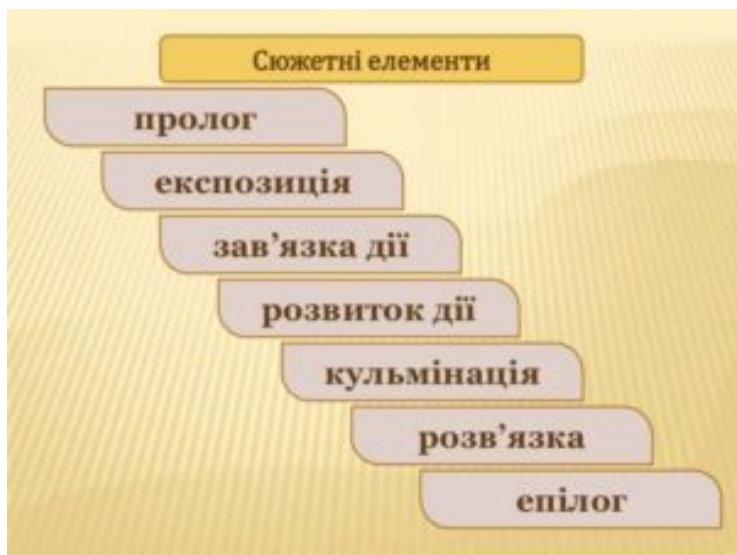 Сюжетні елементи
пролог
експозиція
зав’язка дії
розвиток дії
кульмінація
розв’язка
епілог